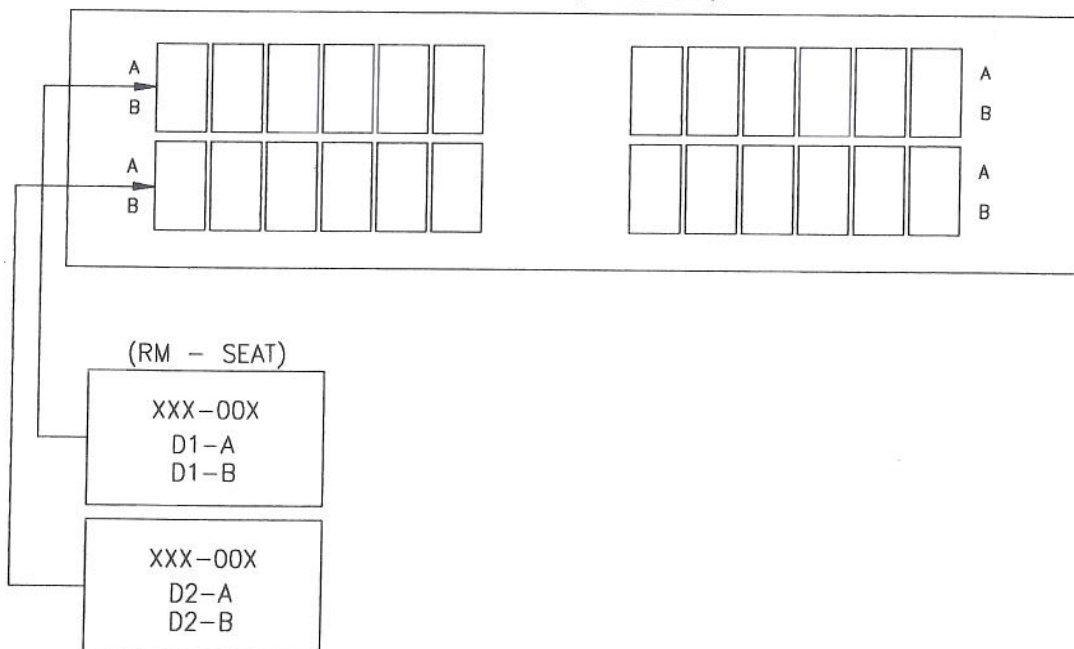 A
A
B
B
A
A
B
B
(RM - SEAT)
XXX-00X
D1-A
D1-B
XXX-00X
D2-A
D2-B